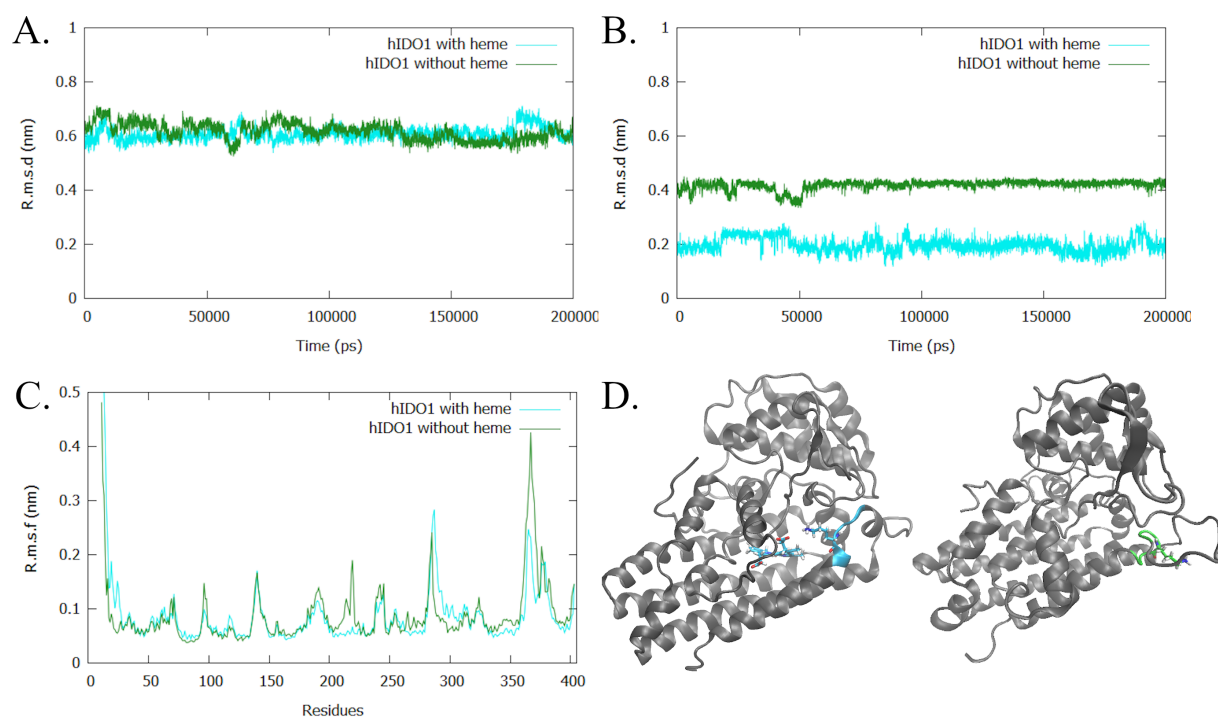 A.
1
0.8
0.6
0.4
0.2
0
R.m.s.d (nm)
hIDO1 with heme
hIDO1 without heme
0 50000 100000 150000 200000
Time (ps)
B.
1
0.8
0.6
0.4
0.2
0
R.m.s.d (nm)
hIDO1 with heme
hIDO1 without heme
0 50000 100000 150000 200000
Time (ps)
C.
0.5
0.4
0.3
0.2
0.1
0
R.m.s.f (nm)
hIDO1 with heme
hIDO1 without heme
0 50 100 150 200 250 300 350 400
Residues
D.